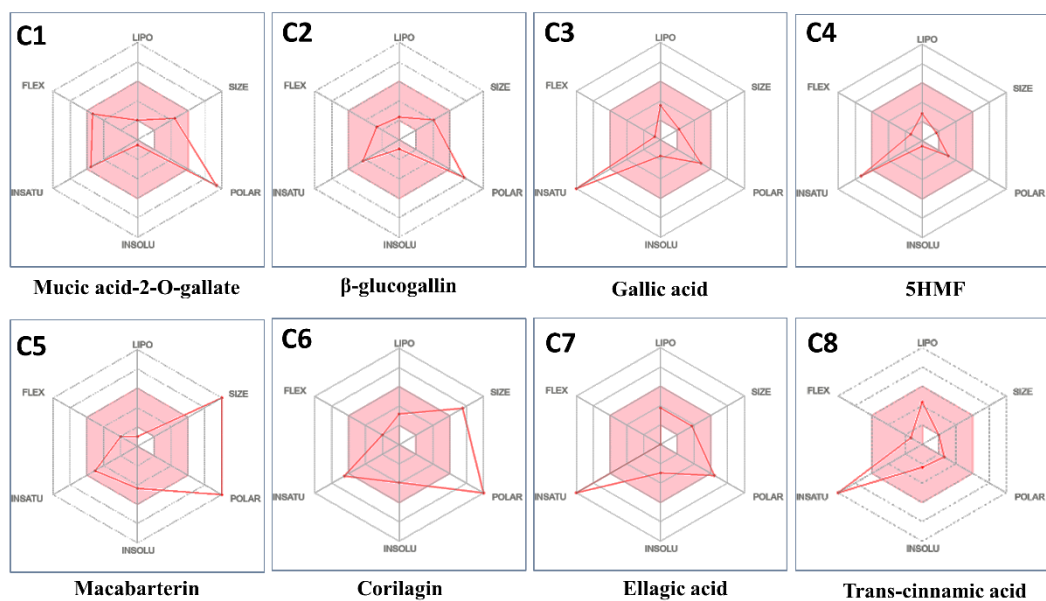 C1
LIPO
FLEX
SIZE
INSATU
POLAR
INSOLU
Mucic acid-2-O-gallate
C2
LIPO
FLEX
SIZE
INSATU
POLAR
INSOLU
β-glucogallin
C3
LIPO
FLEX
SIZE
INSATU
POLAR
INSOLU
Gallic acid
C4
LIPO
FLEX
SIZE
INSATU
POLAR
INSOLU
5HMF
C5
LIPO
FLEX
SIZE
INSATU
POLAR
INSOLU
Macabarterin
C6
LIPO
FLEX
SIZE
INSATU
POLAR
INSOLU
Corilagin
C7
LIPO
FLEX
SIZE
INSATU
POLAR
INSOLU
Ellagic acid
C8
LIPO
FLEX
SIZE
INSATU
POLAR
INSOLU
Trans-cinnamic acid